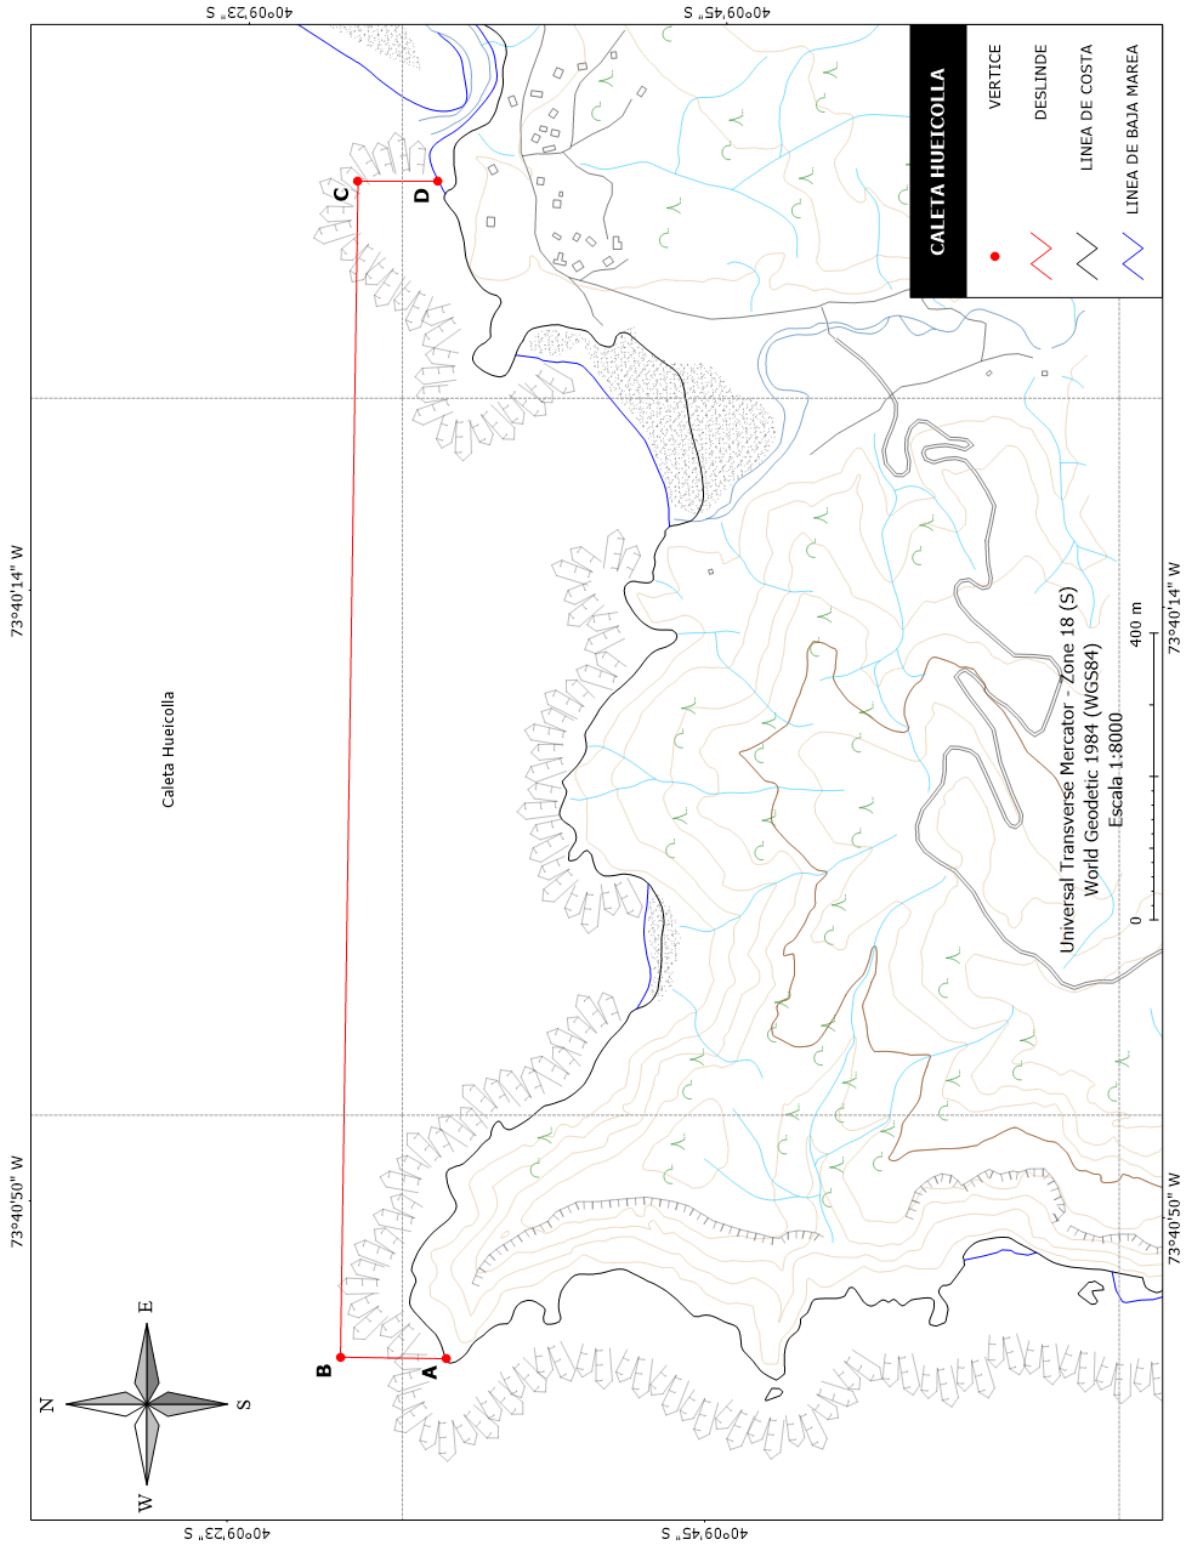 73°40'50" W
73°40'14" W
40°09'23" S
40°09'23" S
40°09'45" S
40°09'45" S
N
W
E
S
Caleta Hueicolla
B
A
C
D
CALETA HUEICOLLA
VERTICE
DESLINDE
LINEA DE COSTA
LINEA DE BAJA MAREA
Universal Transverse Mercator - Zone 18 (S)
World Geodetic 1984 (WGS84)
Escala 1:8000
0
400 m
73°40'50" W
73°40'14" W